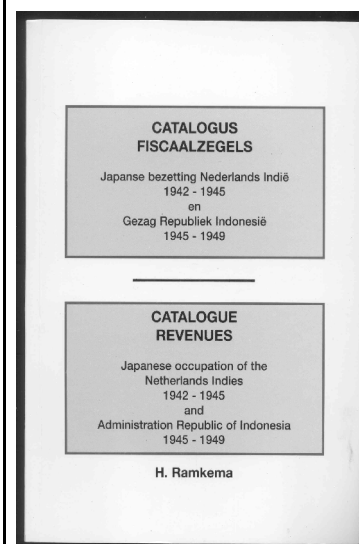 CATALOGUS
FISCAALZEGELS
Japanse bezetting Nederlands Indië
1942 - 1945
en
Gezag Republiek Indonesië
1945 - 1949
CATALOGUE
REVENUES
Japanese occupation of the
Netherlands Indies
1942 - 1945
and
Administration Republic of Indonesia
1945 - 1949
H. Ramkema